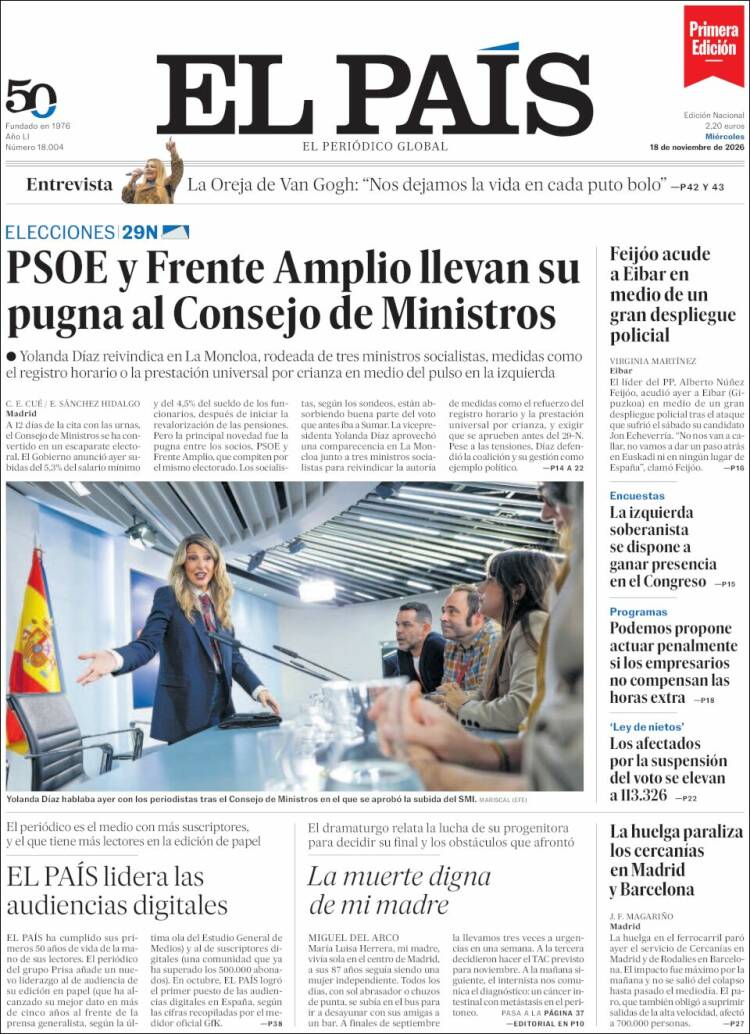 Primera
Edición
50
Fundado en 1976
Año LI
Número 18.004
EL PAÍS
EL PERIÓDICO GLOBAL
Edición Nacional
2,20 euros
Miércoles
18 de noviembre de 2026
Entrevista La Oreja de Van Gogh: “Nos dejamos la vida en cada puto bolo” —P42 Y 43
ELECCIONES | 29N
PSOE y Frente Amplio llevan su
pugna al Consejo de Ministros
● Yolanda Díaz reivindica en La Moncloa, rodeada de tres ministros socialistas, medidas como
el registro horario o la prestación universal por crianza en medio del pulso en la izquierda
C. E. CUÉ / E. SÁNCHEZ HIDALGO
Madrid
A 12 días de la cita con las urnas,
el Consejo de Ministros se ha con-
vertido en un escaparate electo-
ral. El Gobierno anunció ayer su-
bidas del 5,3% del salario mínimo
y del 4,5% del sueldo de los fun-
cionarios, después de iniciar la
revalorización de las pensiones.
Pero la principal novedad fue la
pugna entre los socios, PSOE y
Frente Amplio, que compiten por
el mismo electorado. Los socialis-
tas, según los sondeos, están ab-
sorbiendo buena parte del voto
que antes iba a Sumar. La vicepre-
sidenta Yolanda Díaz aprovechó
una comparecencia en La Mon-
cloa junto a tres ministros socia-
listas para reivindicar la autoría
de medidas como el refuerzo del
registro horario y la prestación
universal por crianza, y exigir
que se aprueben antes del 29-N.
Pese a las tensiones, Díaz defen-
dió la coalición y su gestión como
ejemplo político. —P14 A 22
Yolanda Díaz hablaba ayer con los periodistas tras el Consejo de Ministros en el que se aprobó la subida del SMI. MARISCAL (EFE)
Feijóo acude
a Eibar en
medio de un
gran despliegue
policial
VIRGINIA MARTÍNEZ
Eibar
El líder del PP, Alberto Núñez
Feijóo, acudió ayer a Eibar (Gi-
puzkoa) en medio de un gran
despliegue policial tras el ataque
que sufrió el sábado su candidato
Jon Echeverría. “No nos van a ca-
llar, no vamos a dar un paso atrás
en Euskadi ni en ningún lugar de
España”, clamó Feijóo. —P16
Encuestas
La izquierda
soberanista
se dispone a
ganar presencia
en el Congreso —P15
Programas
Podemos propone
actuar penalmente
si los empresarios
no compensan las
horas extra —P18
‘Ley de nietos’
Los afectados
por la suspensión
del voto se elevan
a 113.326 —P22
El periódico es el medio con más suscriptores,
y el que tiene más lectores en la edición de papel
EL PAÍS lidera las
audiencias digitales
EL PAÍS ha cumplido sus pri-
meros 50 años de vida de la ma-
no de sus lectores. El periódico
del grupo Prisa añade un nue-
vo liderazgo al de audiencia de
su edición en papel (que ha al-
canzado su mejor dato en más
de cinco años al frente de la
prensa generalista, según la úl-
tima ola del Estudio General de
Medios) y al de suscriptores di-
gitales (una comunidad que ya
ha superado los 500.000 abona-
dos). En octubre, EL PAÍS logró
el primer puesto de las audien-
cias digitales en España, según
las cifras recopiladas por el me-
didor oficial GfK. —P38
El dramaturgo relata la lucha de su progenitora
para decidir su final y los obstáculos que afrontó
La muerte digna
de mi madre
MIGUEL DEL ARCO
María Luisa Herrera, mi madre,
vivía sola en el centro de Madrid,
a sus 87 años seguía siendo una
mujer independiente. Todos los
días, con sol abrasador o chuzos
de punta, se subía en el bus para
ir a desayunar con sus amigas a
un bar. A finales de septiembre
la llevamos tres veces a urgen-
cias en una semana. A la tercera
decidimos hacer el TAC previsto
para noviembre. A la mañana si-
guiente, el internista nos comu-
nica el diagnóstico: un cáncer in-
testinal con metástasis en el peri-
toneo. PASA A LA PÁGINA 37
—EDITORIAL EN P10
La huelga paraliza
los cercanías
en Madrid
y Barcelona
J. F. MAGARIÑO
Madrid
La huelga en el ferrocarril paró
ayer el servicio de Cercanías en
Madrid y de Rodalies en Barcelo-
na. El impacto fue máximo por la
mañana y no se salió del colapso
hasta pasado el mediodía. El pa-
ro, que también obligó a suprimir
salidas de la alta velocidad, afectó
a 700.000 personas. —P27